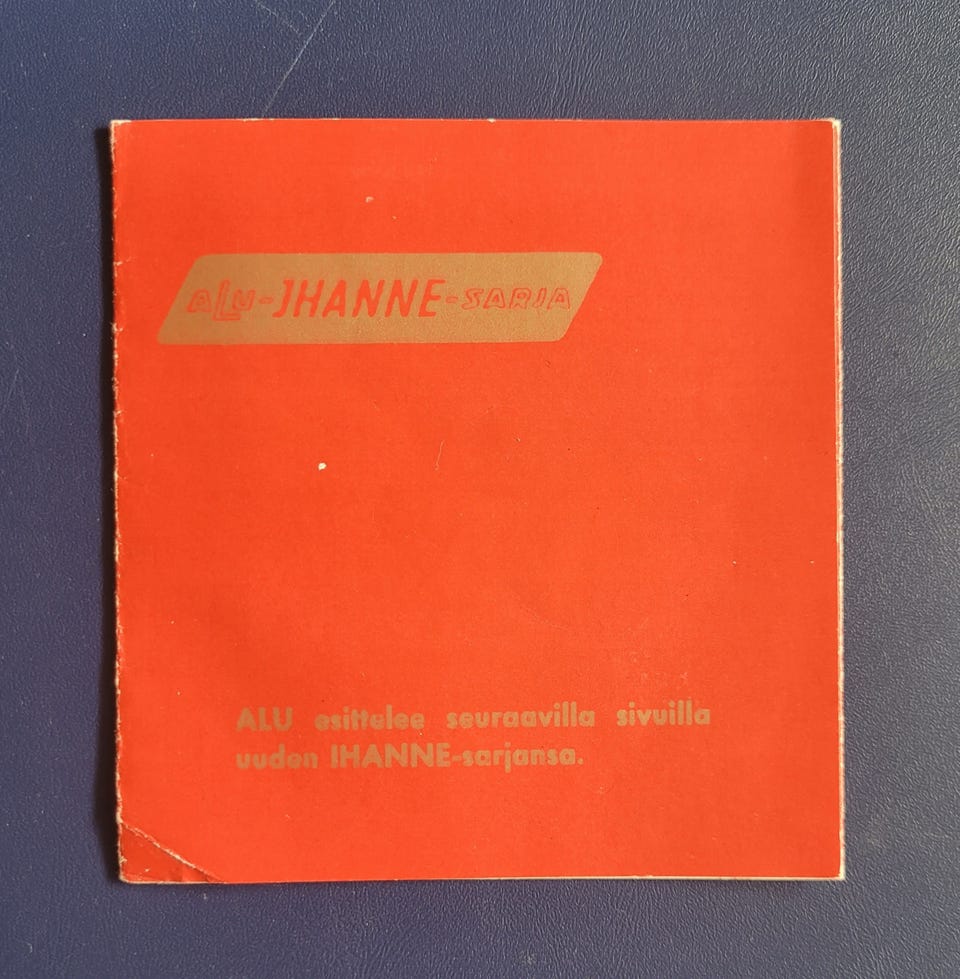 ALU-IHANNE-SARJA
ALU esittelee seuraavilla sivuilla
uuden IHANNE-sarjansa.